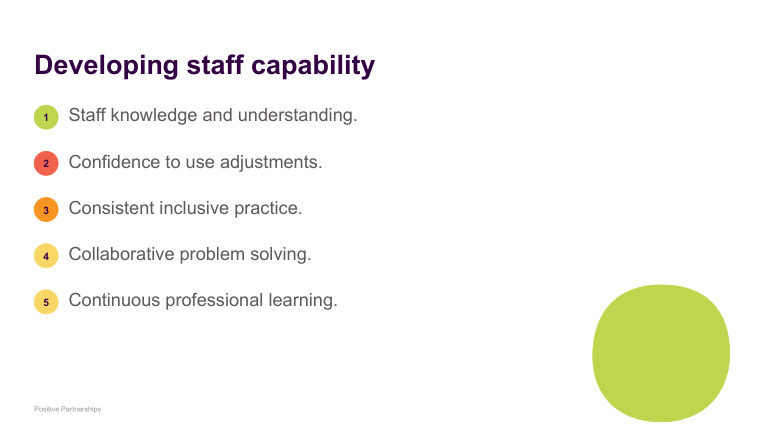 Developing staff capability
1 Staff knowledge and understanding.
2 Confidence to use adjustments.
3 Consistent inclusive practice.
4 Collaborative problem solving.
5 Continuous professional learning.
Positive Partnerships